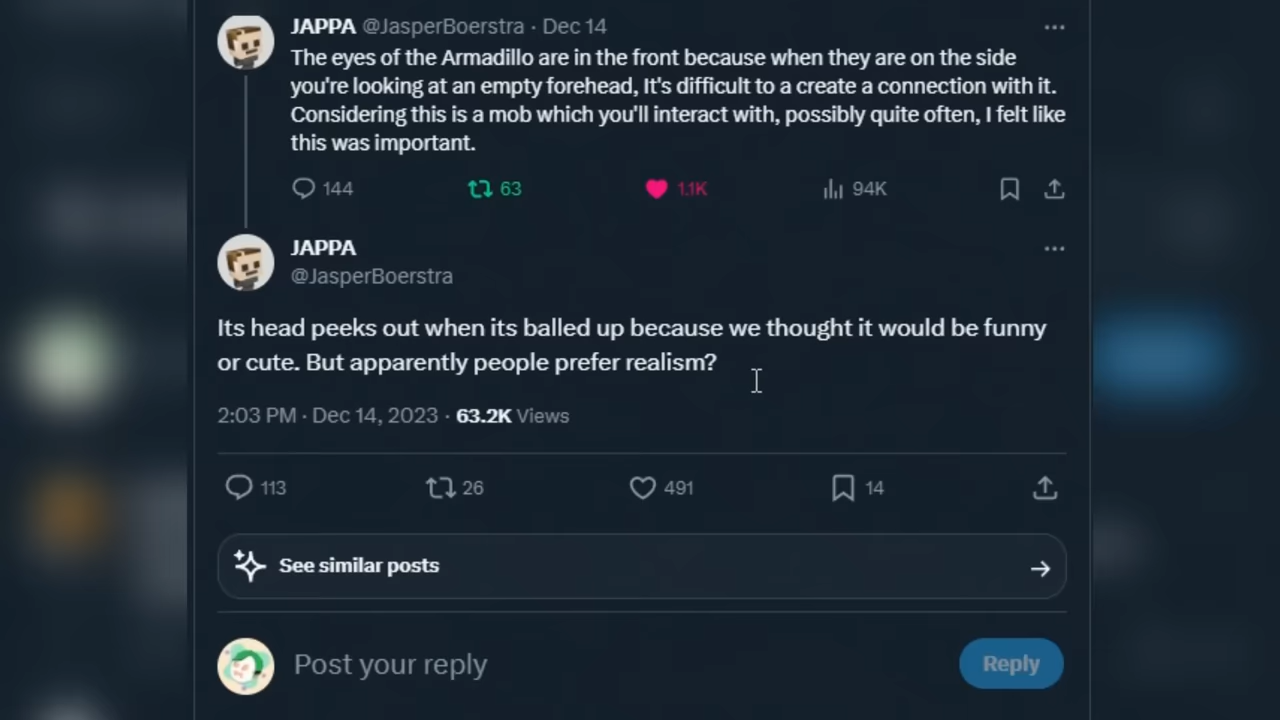 JAPPA @JasperBoerstra · Dec 14
The eyes of the Armadillo are in the front because when they are on the side
you're looking at an empty forehead, It's difficult to a create a connection with it.
Considering this is a mob which you'll interact with, possibly quite often, I felt like
this was important.
144 63 1.1K 94K
JAPPA
@JasperBoerstra
Its head peeks out when its balled up because we thought it would be funny
or cute. But apparently people prefer realism?
2:03 PM · Dec 14, 2023 · 63.2K Views
113 26 491 14
See similar posts
Post your reply Reply